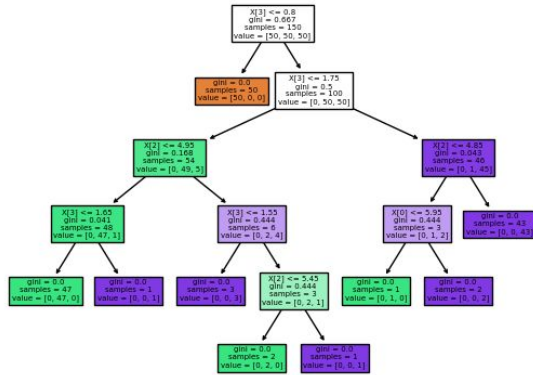 X[3] <= 0.8
gini = 0.667
samples = 150
value = [50, 50, 50]
gini = 0.0
samples = 50
value = [50, 0, 0]
X[3] <= 1.75
gini = 0.5
samples = 100
value = [0, 50, 50]
X[2] <= 4.95
gini = 0.168
samples = 54
value = [0, 49, 5]
X[2] <= 4.85
gini = 0.043
samples = 46
value = [0, 1, 45]
X[3] <= 1.65
gini = 0.041
samples = 48
value = [0, 47, 1]
X[3] <= 1.55
gini = 0.444
samples = 6
value = [0, 2, 4]
X[0] <= 5.95
gini = 0.444
samples = 3
value = [0, 1, 2]
gini = 0.0
samples = 43
value = [0, 0, 43]
gini = 0.0
samples = 47
value = [0, 47, 0]
gini = 0.0
samples = 1
value = [0, 0, 1]
gini = 0.0
samples = 3
value = [0, 0, 3]
X[2] <= 5.45
gini = 0.444
samples = 3
value = [0, 2, 1]
gini = 0.0
samples = 1
value = [0, 1, 0]
gini = 0.0
samples = 2
value = [0, 0, 2]
gini = 0.0
samples = 2
value = [0, 2, 0]
gini = 0.0
samples = 1
value = [0, 0, 1]